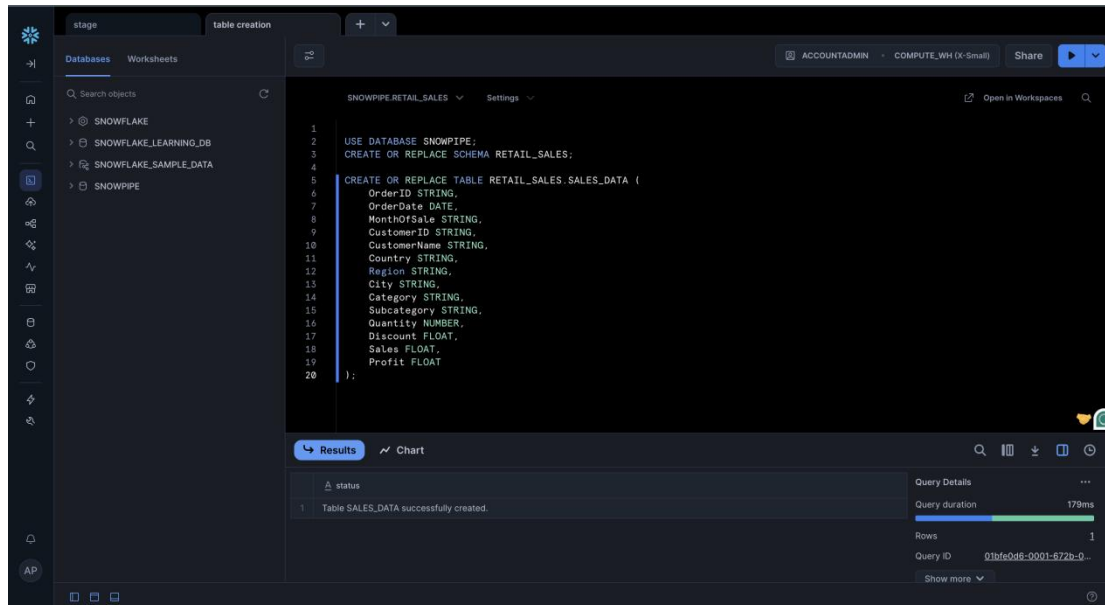 stage
table creation
Databases
Worksheets
ACCOUNTADMIN · COMPUTE_WH (X-Small)
Share
Search objects
SNOWFLAKE
SNOWFLAKE_LEARNING_DB
SNOWFLAKE_SAMPLE_DATA
SNOWPIPE
SNOWPIPE.RETAIL_SALES
Settings
Open in Workspaces
1
2 USE DATABASE SNOWPIPE;
3 CREATE OR REPLACE SCHEMA RETAIL_SALES;
4
5 CREATE OR REPLACE TABLE RETAIL_SALES.SALES_DATA (
6 OrderID STRING,
7 OrderDate DATE,
8 MonthOfSale STRING,
9 CustomerID STRING,
10 CustomerName STRING,
11 Country STRING,
12 Region STRING,
13 City STRING,
14 Category STRING,
15 Subcategory STRING,
16 Quantity NUMBER,
17 Discount FLOAT,
18 Sales FLOAT,
19 Profit FLOAT
20 );
Results
Chart
A status
1 Table SALES_DATA successfully created.
Query Details
...
Query duration 179ms
Rows 1
Query ID 01bfe0d6-0001-672b-0...
Show more
AP